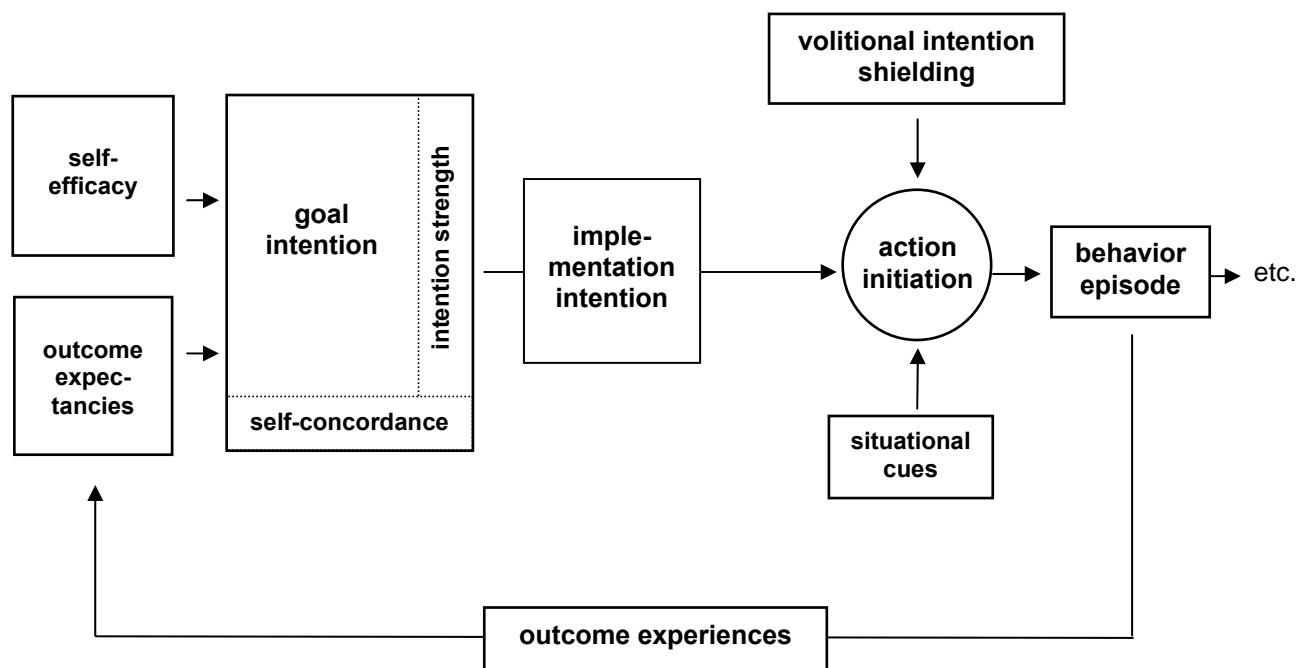 volitional intention
shielding
self-
efficacy
outcome
expec-
tancies
goal
intention
intention strength
self-concordance
imple-
mentation
intention
action
initiation
situational
cues
behavior
episode
etc.
outcome experiences